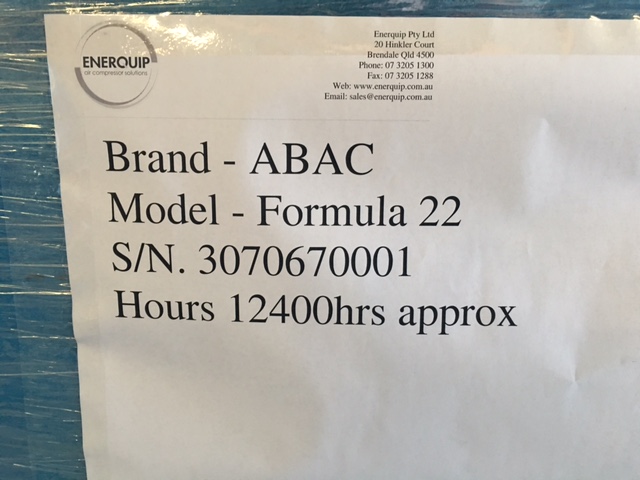 ENERQUIP
air compressor solutions
Enerquip Pty Ltd
20 Hinkler Court
Brendale Qld 4500
Phone: 07 3205 1300
Fax: 07 3205 1288
Web: www.enerquip.com.au
Email: sales@enerquip.com.au
Brand - ABAC
Model - Formula 22
S/N. 3070670001
Hours 12400hrs approx